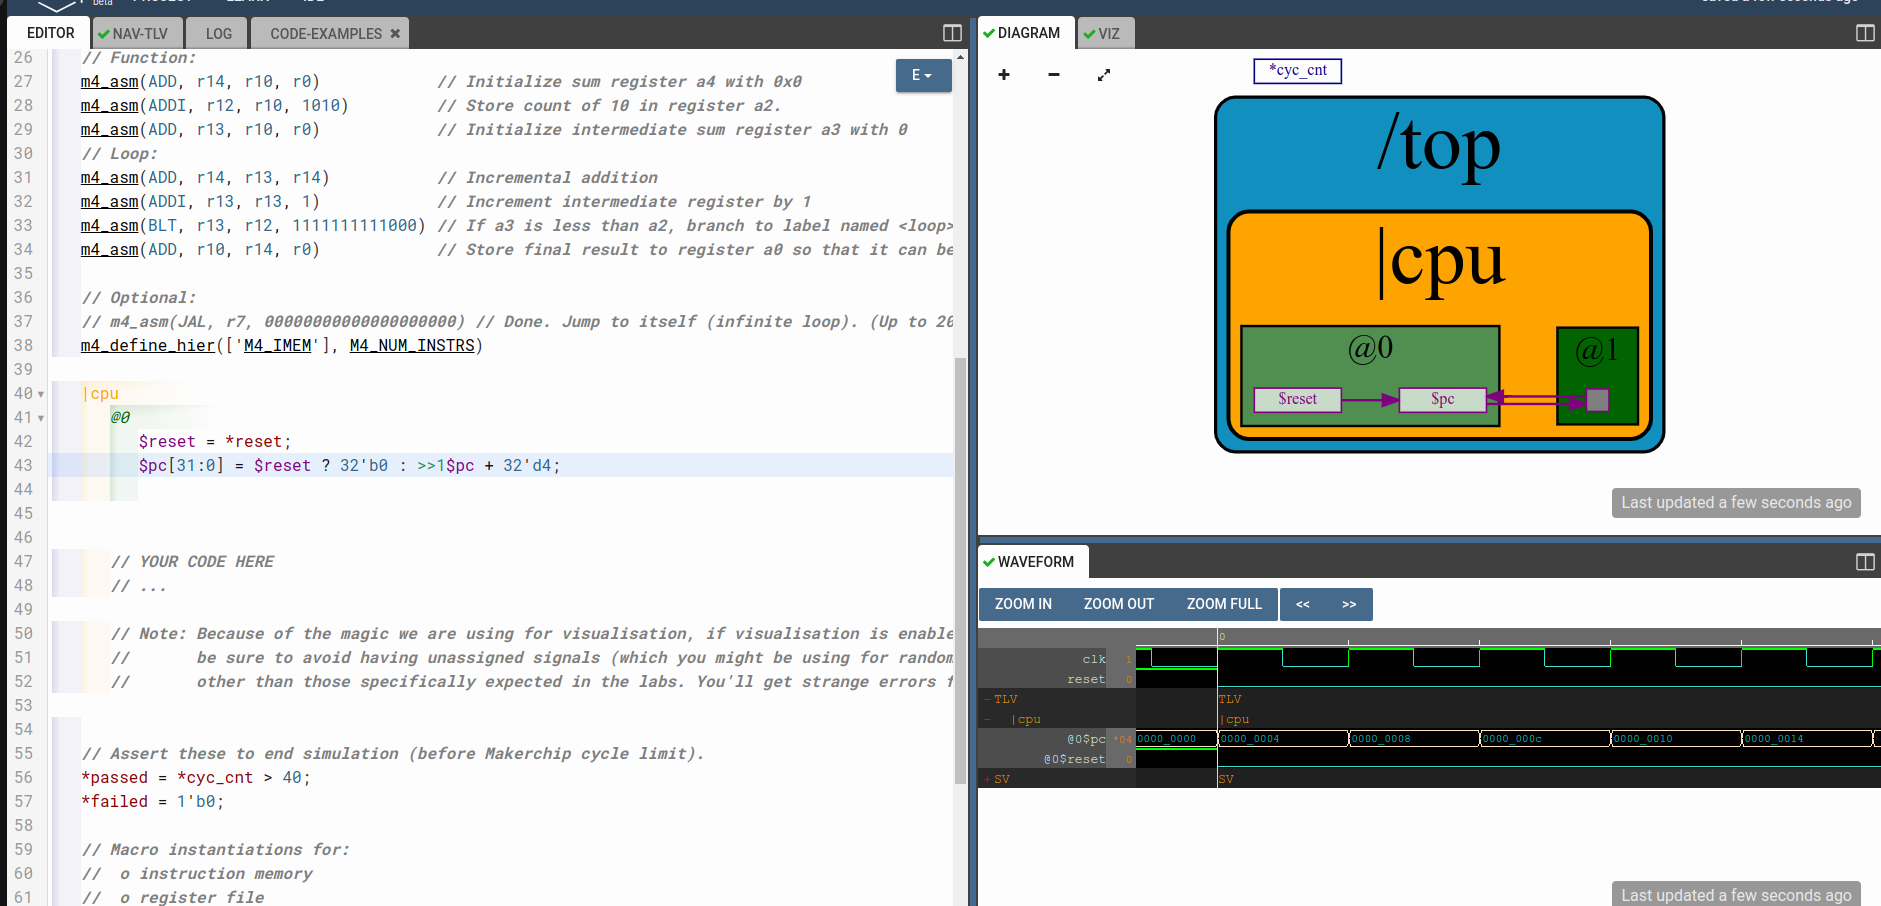 beta
EDITOR
NAV-TLV
LOG
CODE-EXAMPLES
26 // Function:
27 m4_asm(ADD, r14, r10, r0) // Initialize sum register a4 with 0x0
28 m4_asm(ADDI, r12, r10, 1010) // Store count of 10 in register a2.
29 m4_asm(ADD, r13, r10, r0) // Initialize intermediate sum register a3 with 0
30 // Loop:
31 m4_asm(ADD, r14, r13, r14) // Incremental addition
32 m4_asm(ADDI, r13, r13, 1) // Increment intermediate register by 1
33 m4_asm(BLT, r13, r12, 1111111111000) // If a3 is less than a2, branch to label named <loop>
34 m4_asm(ADD, r10, r14, r0) // Store final result to register a0 so that it can be
35
36 // Optional:
37 // m4_asm(JAL, r7, 00000000000000000000) // Done. Jump to itself (infinite loop). (Up to 20
38 m4_define_hier(['M4_IMEM'], M4_NUM_INSTRS)
39
40 |cpu
41 @0
42 $reset = *reset;
43 $pc[31:0] = $reset ? 32'b0 : >>1$pc + 32'd4;
44
45
46
47 // YOUR CODE HERE
48 // ...
49
50 // Note: Because of the magic we are using for visualisation, if visualisation is enable
51 // be sure to avoid having unassigned signals (which you might be using for random
52 // other than those specifically expected in the labs. You'll get strange errors f
53
54
55 // Assert these to end simulation (before Makerchip cycle limit).
56 *passed = *cyc_cnt > 40;
57 *failed = 1'b0;
58
59 // Macro instantiations for:
60 // o instruction memory
61 // o register file
E
DIAGRAM
VIZ
*cyc_cnt
/top
|cpu
@0
@1
$reset
$pc
Last updated a few seconds ago
WAVEFORM
ZOOM IN ZOOM OUT ZOOM FULL << >>
0
clk 1
reset 0
- TLV TLV
- |cpu |cpu
@0$pc *04 0000_0000 0000_0004 0000_0008 0000_000c 0000_0010 0000_0014
@0$reset 0
+ SV SV
Last updated a few seconds ago